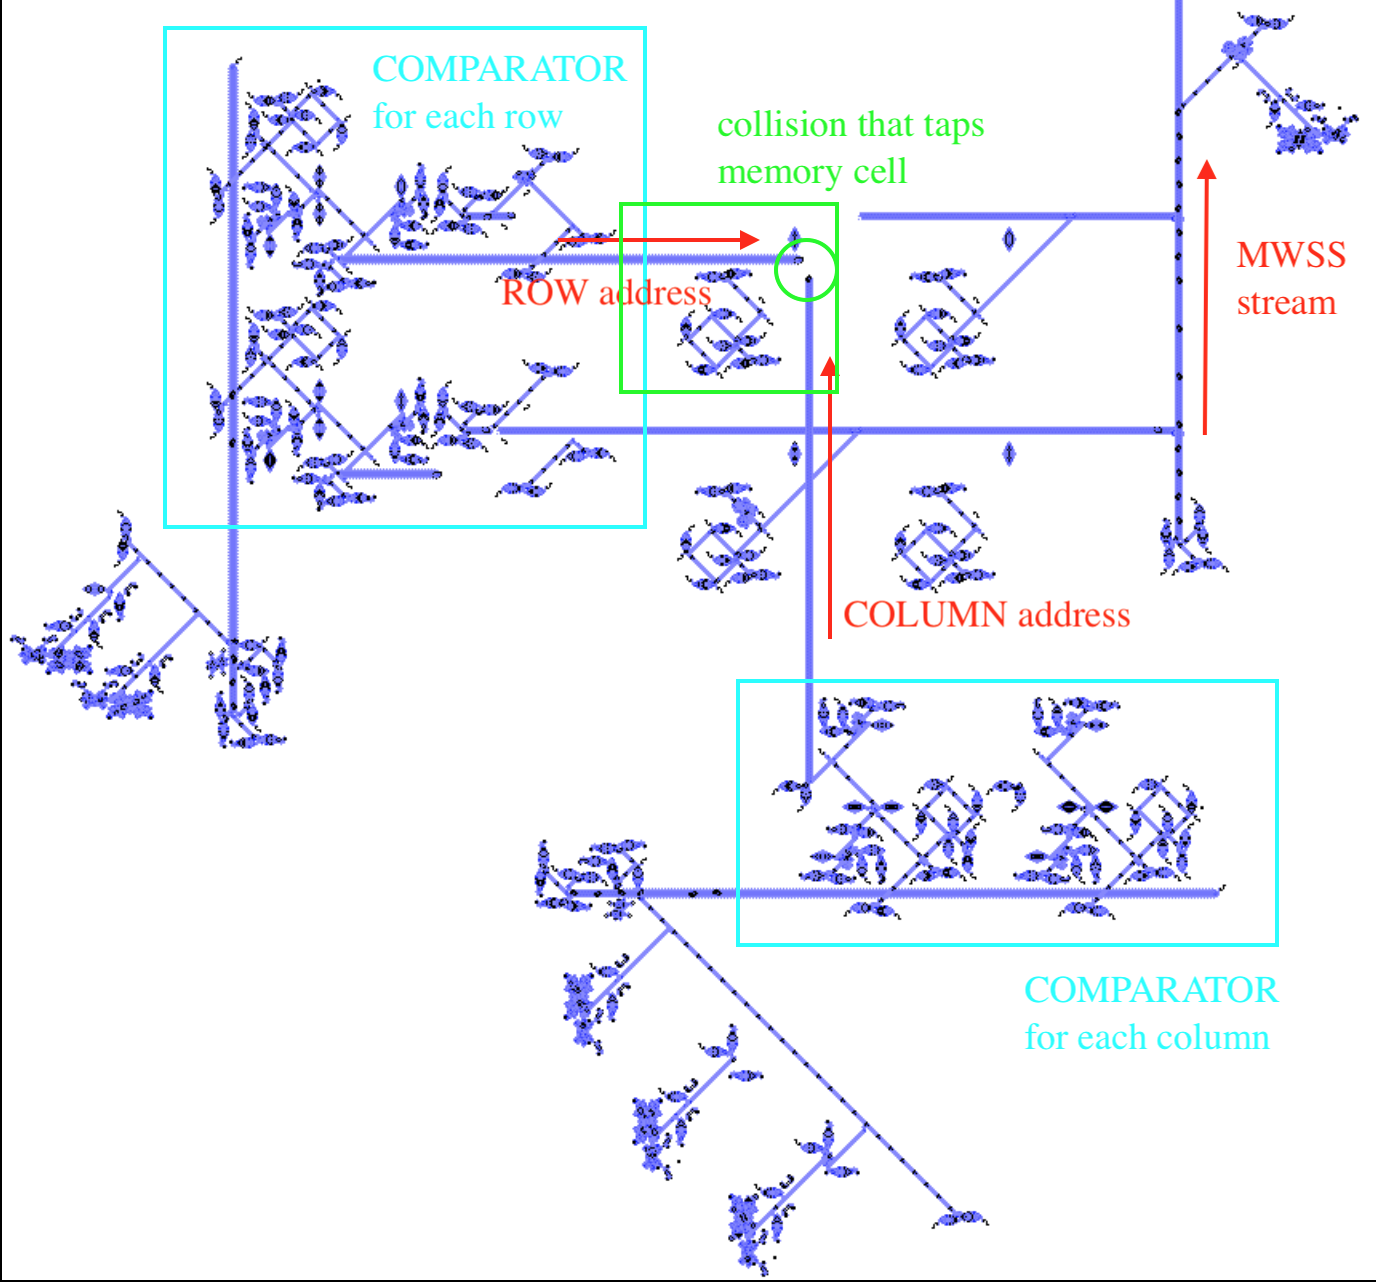 COMPARATOR
for each row
collision that taps
memory cell
MWSS
stream
ROW address
COLUMN address
COMPARATOR
for each column